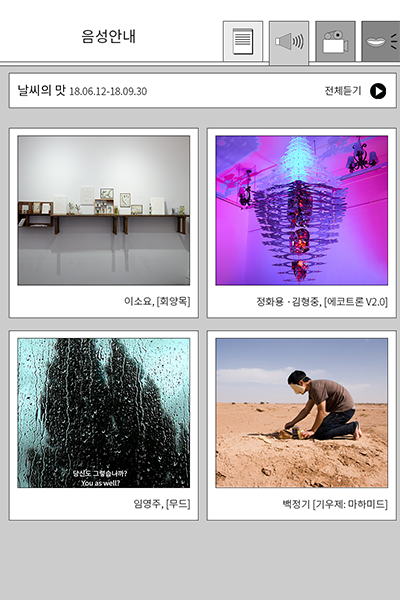 음성안내
날씨의 맛 18.06.12-18.09.30
전체듣기
이소요, [회양목]
정화용 · 김형중, [에코트론 V2.0]
당신도 그렇습니까?
You as well?
임영주, [무드]
백정기 [기우제: 마하미드]